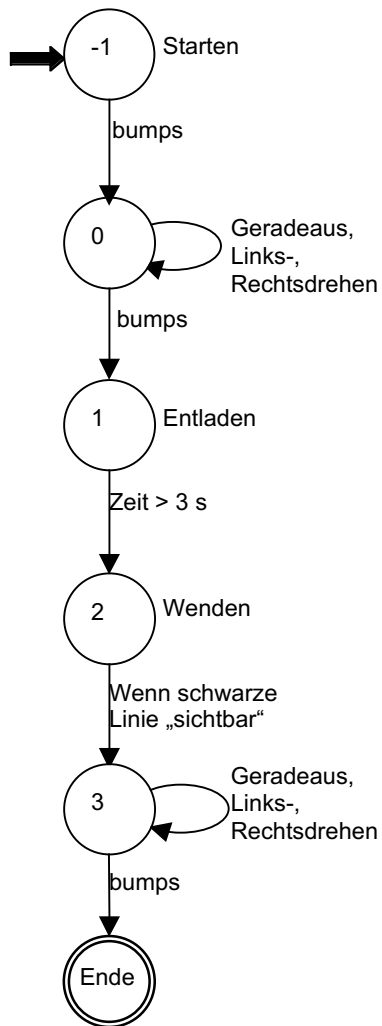 -1 Starten
bumps
0
Geradeaus,
Links-,
Rechtsdrehen
bumps
1 Entladen
Zeit > 3 s
2 Wenden
Wenn schwarze
Linie „sichtbar“
3
Geradeaus,
Links-,
Rechtsdrehen
bumps
Ende